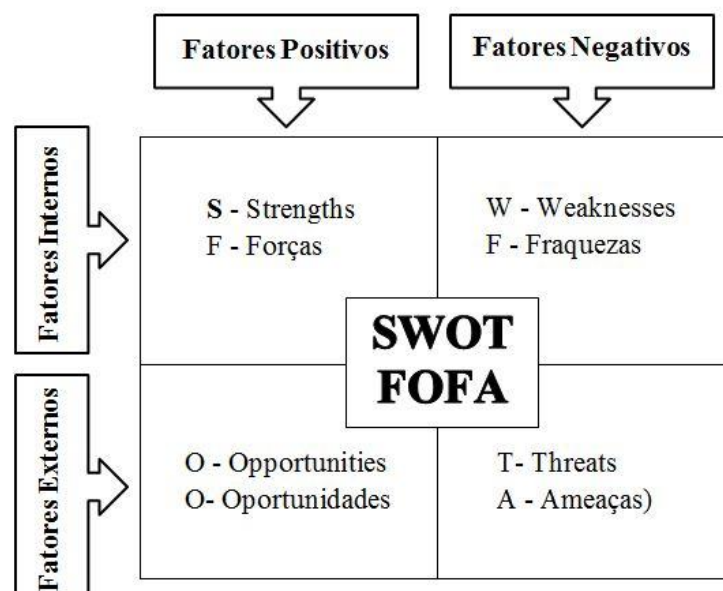 Fatores Positivos
Fatores Negativos
Fatores Internos
S - Strengths
F - Forças
W - Weaknesses
F - Fraquezas
SWOT
FOFA
Fatores Externos
O - Opportunities
O- Oportunidades
T- Threats
A - Ameaças)